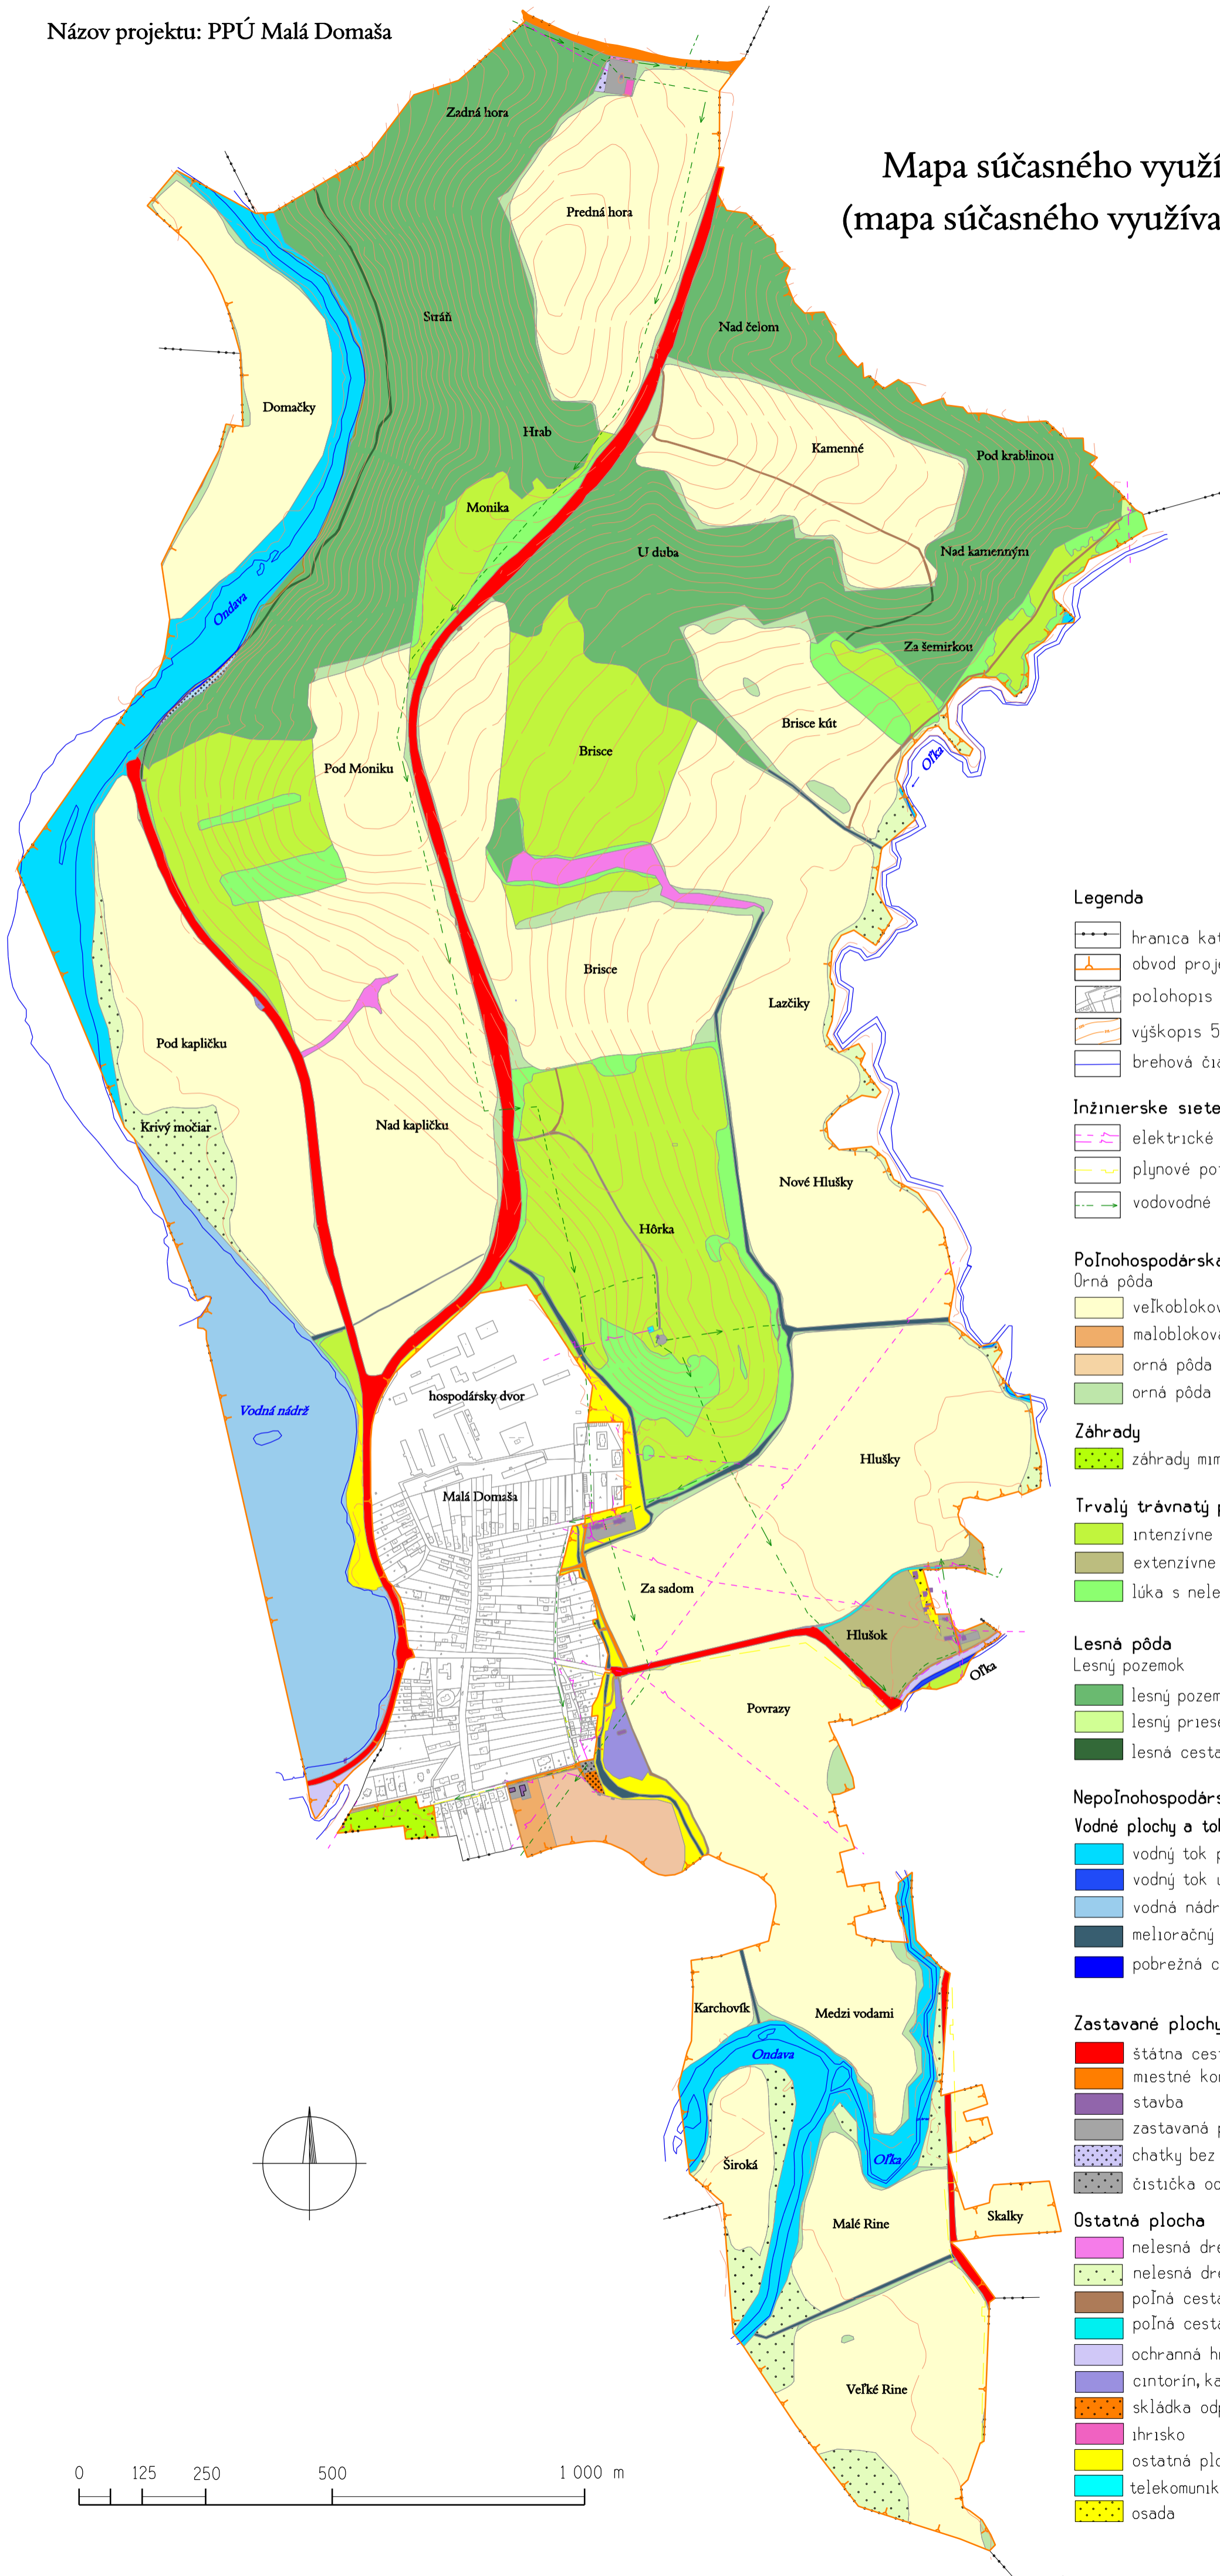 Názov projektu: PPÚ Malá Domaša
Mapa súčasného využí
(mapa súčasného využíva
Zadná hora
Predná hora
Stráň
Nad čelom
Domačky
Hrab
Kamenné
Pod krablinou
Monika
U duba
Nad kamenným
Ondava
Za šemirkou
Brisce kút
Brisce
Oľka
Pod Moniku
Brisce
Lazčiky
Pod kapličku
Krivý močiar
Nad kapličku
Nové Hlušky
Hôrka
hospodársky dvor
Vodná nádrž
Hlušky
Malá Domaša
Za sadom
Hlušok
Oľka
Povrazy
Karchovík
Medzi vodami
Ondava
Široká
Oľka
Malé Rine
Skalky
Veľké Rine
Legenda
hranica kat
obvod proje
polohopis
výškopis 5
brehová čia
Inžinierske siete
elektrické
plynové po
vodovodné
Poľnohospodárska
Orná pôda
veľkoblokov
maloblokova
orná pôda
orná pôda
Záhrady
záhrady mim
Trvalý trávnatý p
intenzívne
extenzívne
lúka s nele
Lesná pôda
Lesný pozemok
lesný pozem
lesný priese
lesná cesta
Nepoľnohospodárs
Vodné plochy a tok
vodný tok p
vodný tok u
vodná nádr
melioračný
pobrežná č
Zastavané plochy
štátna cest
miestné kom
stavba
zastavaná p
chatky bez
čistička od
Ostatná plocha
nelesná dre
nelesná dre
poľná cesta
poľná cesta
ochranná hr
cintorín, ka
skládka odp
ihrisko
ostatná plo
telekomunik
osada
0 125 250 500 1 000 m